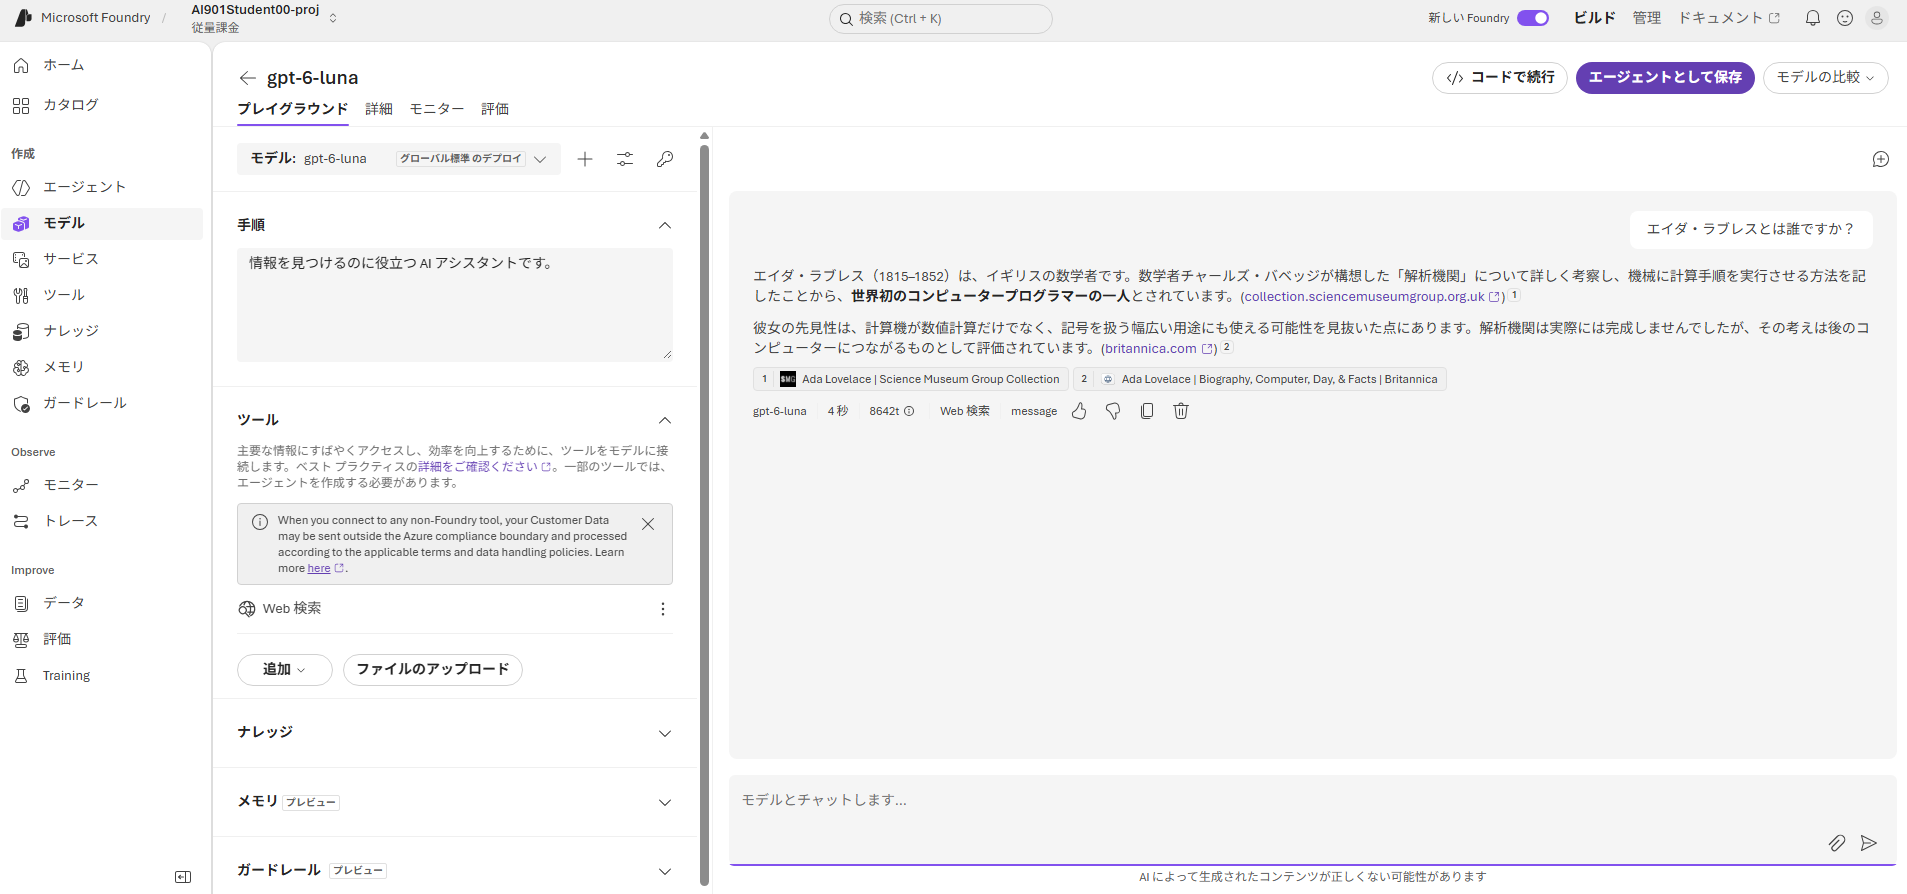 Microsoft Foundry / AI901Student00-proj
従量課金
検索 (Ctrl + K)
新しい Foundry
ビルド
管理
ドキュメント
ホーム
カタログ
作成
エージェント
モデル
サービス
ツール
ナレッジ
メモリ
ガードレール
Observe
モニター
トレース
Improve
データ
評価
Training
gpt-6-luna
コードで続行
エージェントとして保存
モデルの比較
プレイグラウンド
詳細
モニター
評価
モデル: gpt-6-luna
グローバル標準 のデプロイ
手順
情報を見つけるのに役立つ AI アシスタントです。
ツール
主要な情報にすばやくアクセスし、効率を向上するために、ツールをモデルに接
続します。ベスト プラクティスの詳細をご確認ください。一部のツールでは、
エージェントを作成する必要があります。
When you connect to any non-Foundry tool, your Customer Data
may be sent outside the Azure compliance boundary and processed
according to the applicable terms and data handling policies. Learn
more here .
Web 検索
追加
ファイルのアップロード
ナレッジ
メモリ プレビュー
ガードレール プレビュー
エイダ・ラブレスとは誰ですか？
エイダ・ラブレス（1815–1852）は、イギリスの数学者です。数学者チャールズ・バベッジが構想した「解析機関」について詳しく考察し、機械に計算手順を実行させる方法を記
したことから、世界初のコンピュータープログラマーの一人とされています。(collection.sciencemuseumgroup.org.uk) 1
彼女の先見性は、計算機が数値計算だけでなく、記号を扱う幅広い用途にも使える可能性を見抜いた点にあります。解析機関は実際には完成しませんでしたが、その考えは後のコ
ンピューターにつながるものとして評価されています。(britannica.com) 2
1 SMG Ada Lovelace | Science Museum Group Collection
2 Ada Lovelace | Biography, Computer, Day, & Facts | Britannica
gpt-6-luna
4 秒
8642t
Web 検索
message
モデルとチャットします...
AI によって生成されたコンテンツが正しくない可能性があります